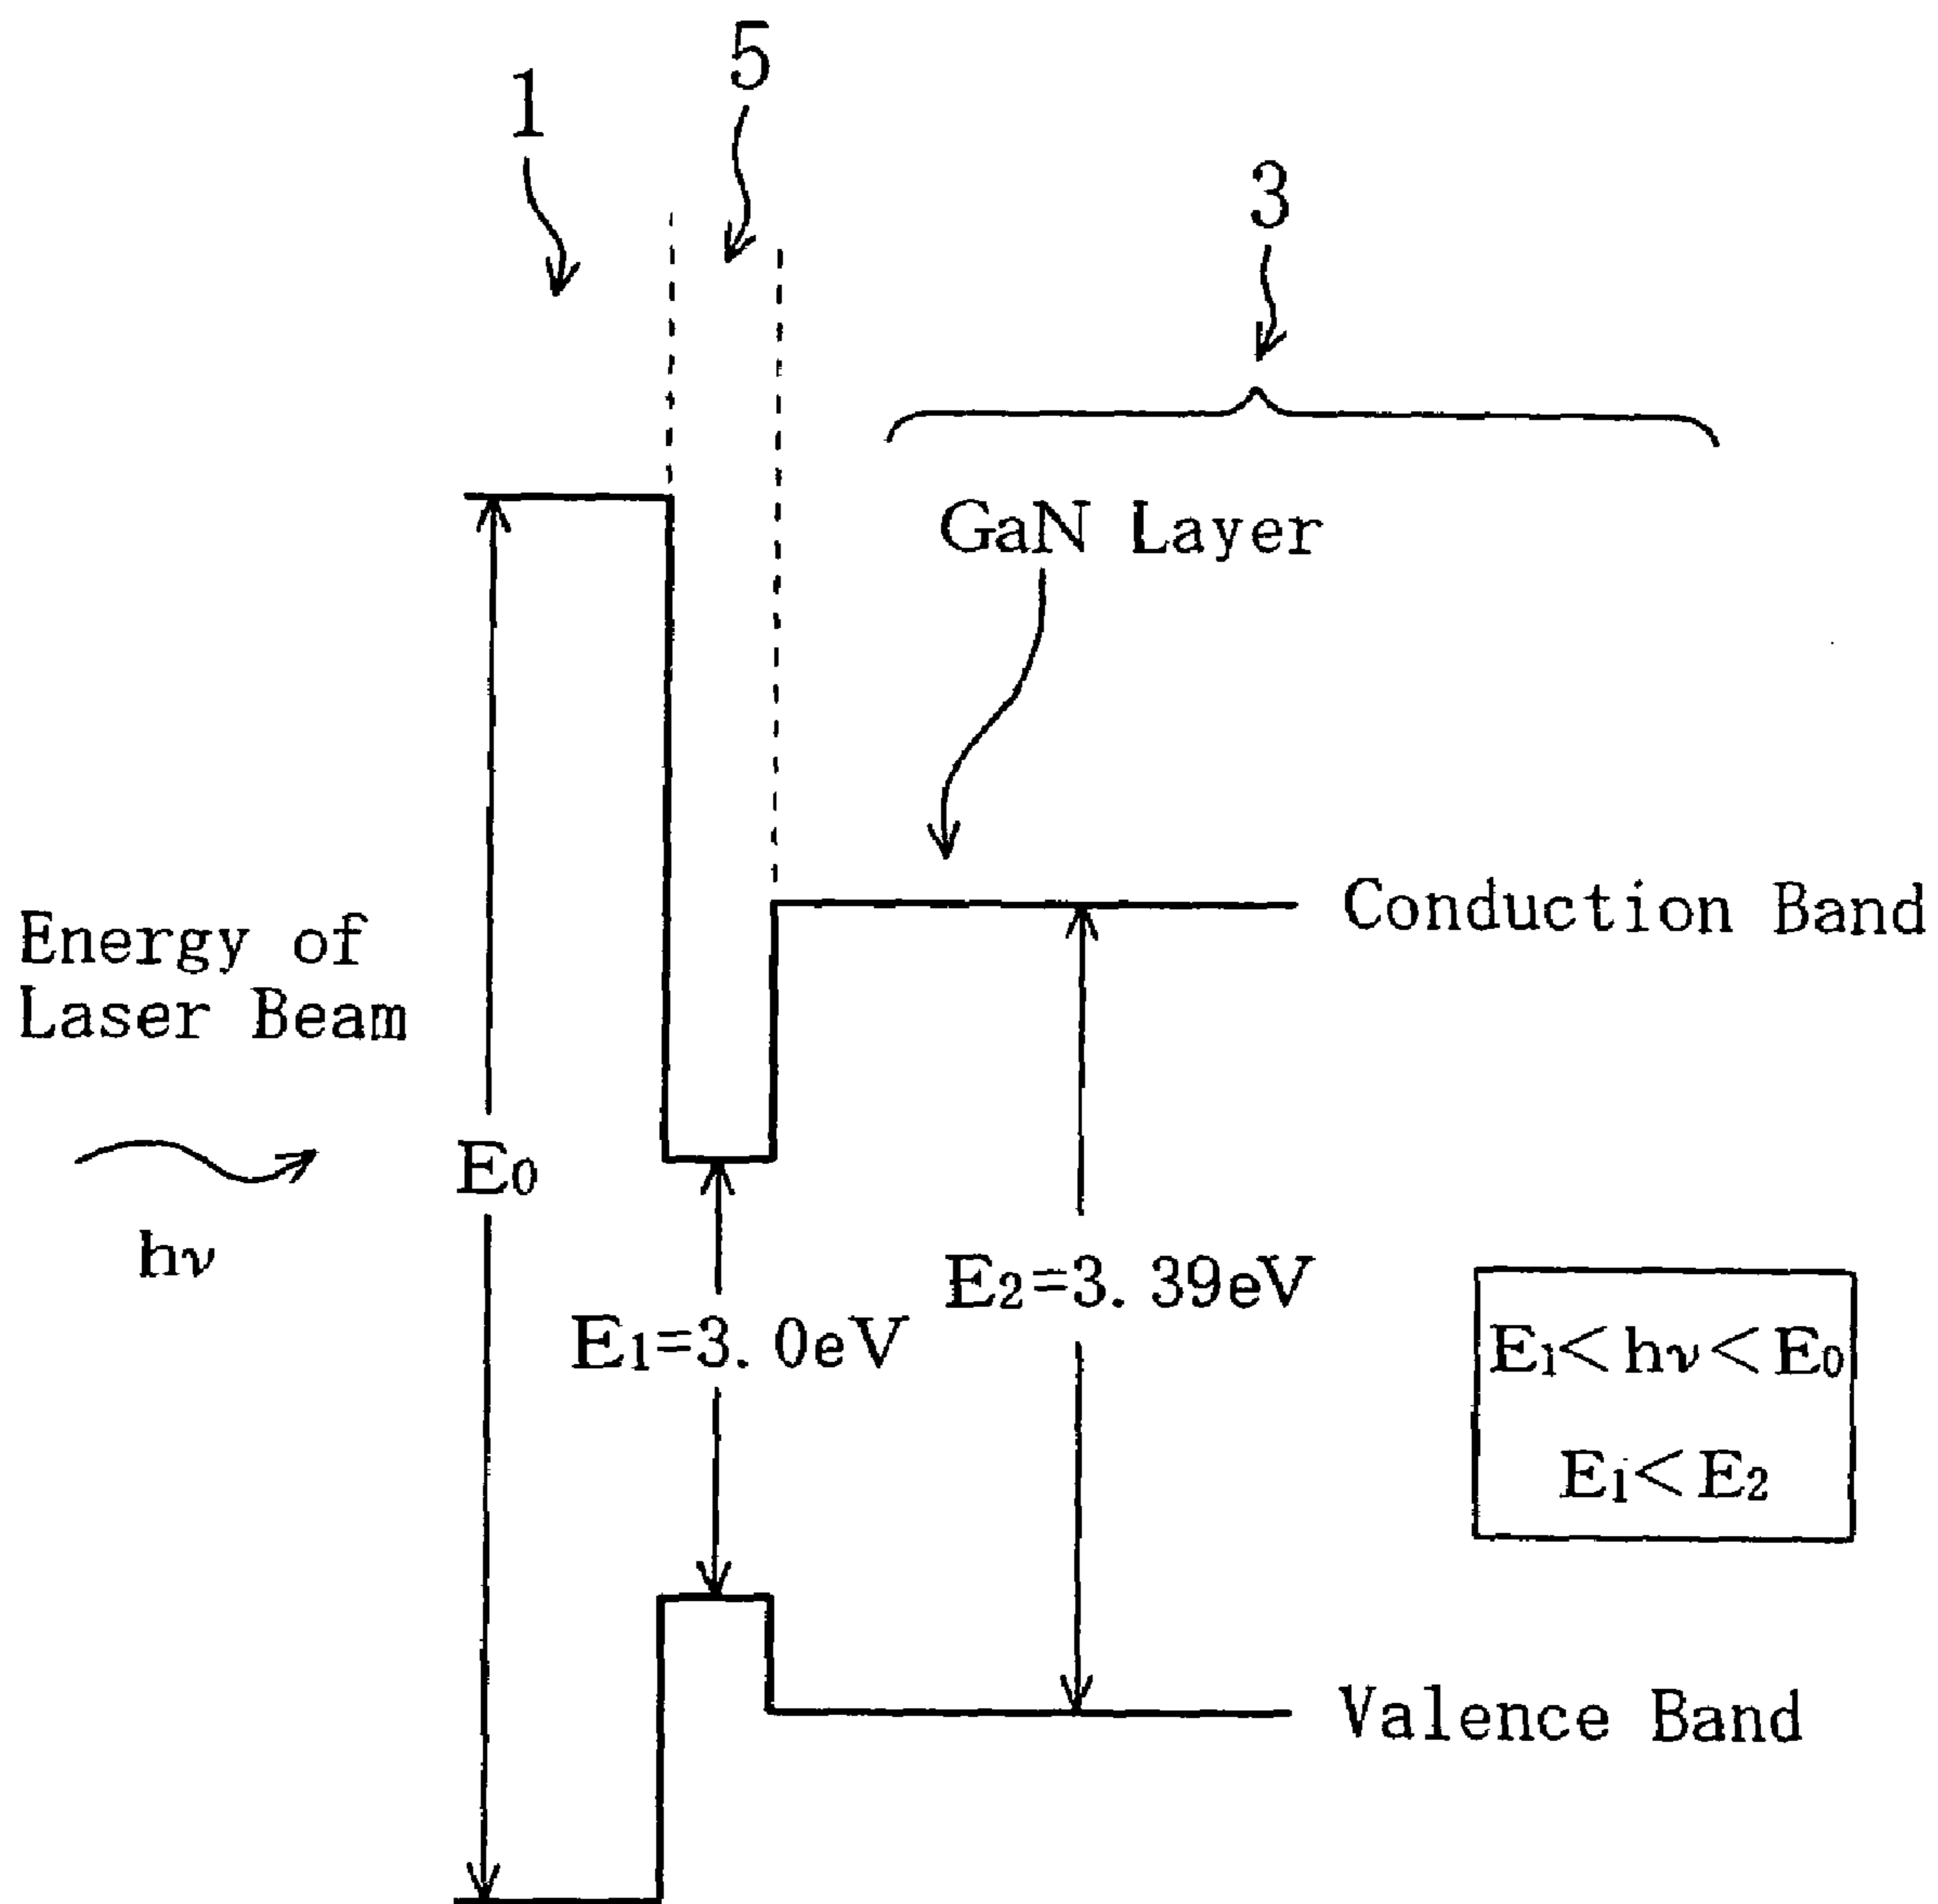 5
1
3
GaN Layer
Conduction Band
Energy of
Laser Beam
E₀
hν
E₂=3.39eV
E₁=3.0eV
E₁<hν<E₀
E₁<E₂
Valence Band